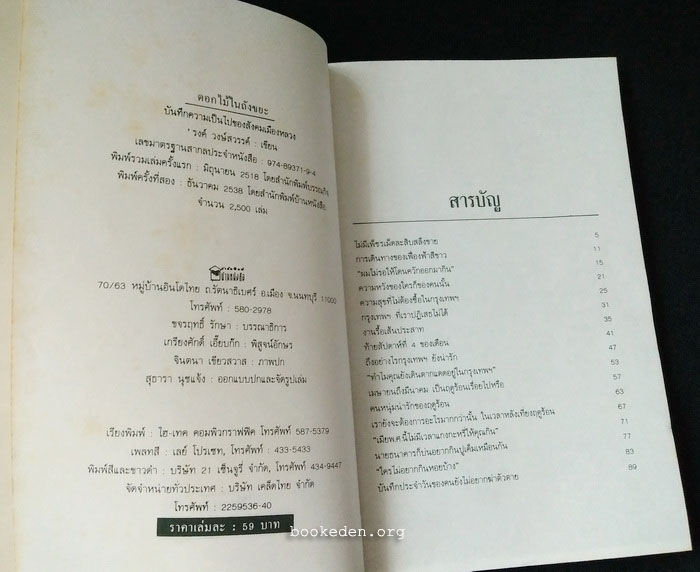 ดอกไม้ในถังขยะ
บันทึกความเป็นไปของสังคมเมืองหลวง
' รงค์ วงษ์สวรรค์ : เขียน
เลขมาตรฐานสากลประจำหนังสือ : 974-89371-9-4
พิมพ์รวมเล่มครั้งแรก : มิถุนายน 2518 โดยสำนักพิมพ์บรรณกิจ
พิมพ์ครั้งที่สอง : ธันวาคม 2538 โดยสำนักพิมพ์บ้านหนังสือ
จำนวน 2,500 เล่ม
บ้านหนังสือ
70/63 หมู่บ้านอินโดไทย ถ.รัตนาธิเบศร์ อ.เมือง จ.นนทบุรี 11000
โทรศัพท์ : 580-2978
ขจรฤทธิ์ รักษา : บรรณาธิการ
เกรียงศักดิ์ เอี้ยบกึก : พิสูจน์อักษร
จินตนา เขียวสวาส : ภาพปก
สุธารา นุชแจ้ง : ออกแบบปกและจัดรูปเล่ม
เรียงพิมพ์ : ไฮ-เทค คอมพิวกราฟฟิค โทรศัพท์ 587-5379
เพลทสี : เลย์ โปรเซท, โทรศัพท์ : 433-5433
พิมพ์สีและขาวดำ : บริษัท 21 เซ็นจูรี่ จำกัด, โทรศัพท์ 434-9447
จัดจำหน่ายทั่วประเทศ : บริษัท เคล็ดไทย จำกัด
โทรศัพท์ : 2259536-40
ราคาเล่มละ : 59 บาท
สารบัญ
ไม่มีเพชรเม็ดละสิบสลึงขาย 5
การเดินทางของเฟื่องฟ้าสีขาว 11
"ผมไม่รอให้โดนควักออกมากิน" 15
ความหวังของใครก็ของคนนั้น 21
ความสุขที่ไม่ต้องซื้อในกรุงเทพฯ 25
กรุงเทพฯ ที่เราปฏิเสธไม่ได้ 31
งานรื้อเส้นประสาท 35
ท้ายสัปดาห์ที่ 4 ของเดือน 41
ถึงอย่างไรกรุงเทพฯ ยังน่ารัก 47
"ทำไมคุณยังเดินตากแดดอยู่ในกรุงเทพฯ" 53
เมษายนถึงมีนาคม เป็นฤดูร้อนเรื่อยไปหรือ 57
คนหนุ่มน่ารักของฤดูร้อน 63
เรายังจะต้องการอะไรมากกว่านั้น ในเวลาหลังเที่ยงฤดูร้อน 67
"เมียพ.ศ.นี้ไม่มีเวลาแกงกะหรี่ให้คุณกิน" 71
นายธนาคารก็บ่นอยากกินปูเค็มเหมือนกัน 77
"ใครไม่อยากกินหอยบ้าง" 83
บันทึกประจำวันของคนยังไม่อยากฆ่าตัวตาย 89
bookeden.org